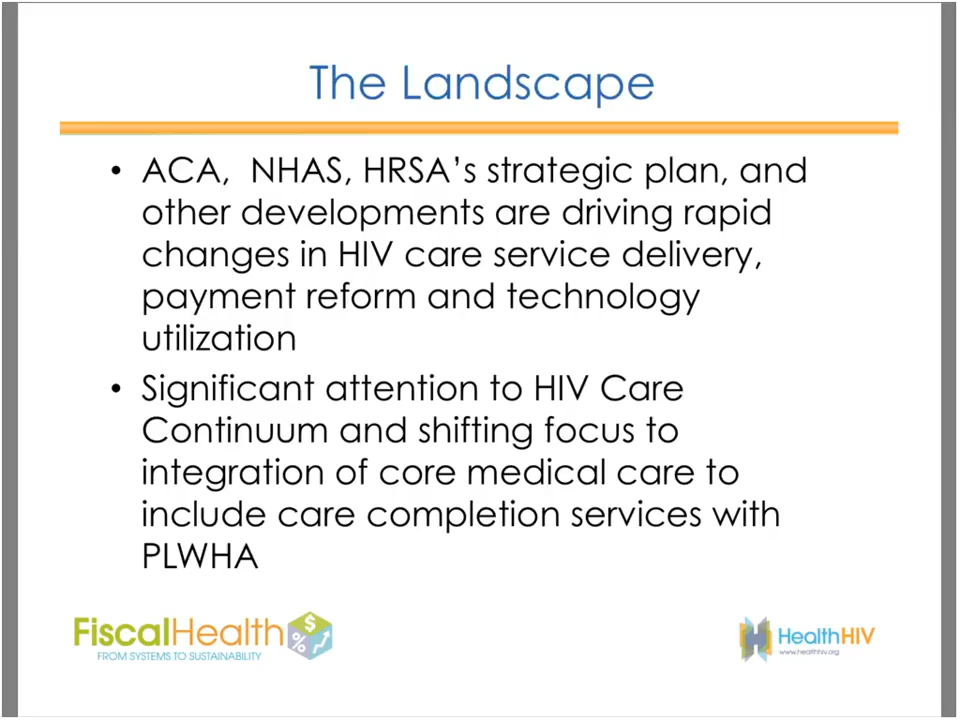 The Landscape
• ACA,  NHAS, HRSA's strategic plan, and
other developments are driving rapid
changes in HIV care service delivery,
payment reform and technology
utilization
• Significant attention to HIV Care
Continuum and shifting focus to
integration of core medical care to
include care completion services with
PLWHA
FiscalHealth
FROM SYSTEMS TO SUSTAINABILITY
$
%
HealthHIV
www.healthhiv.org